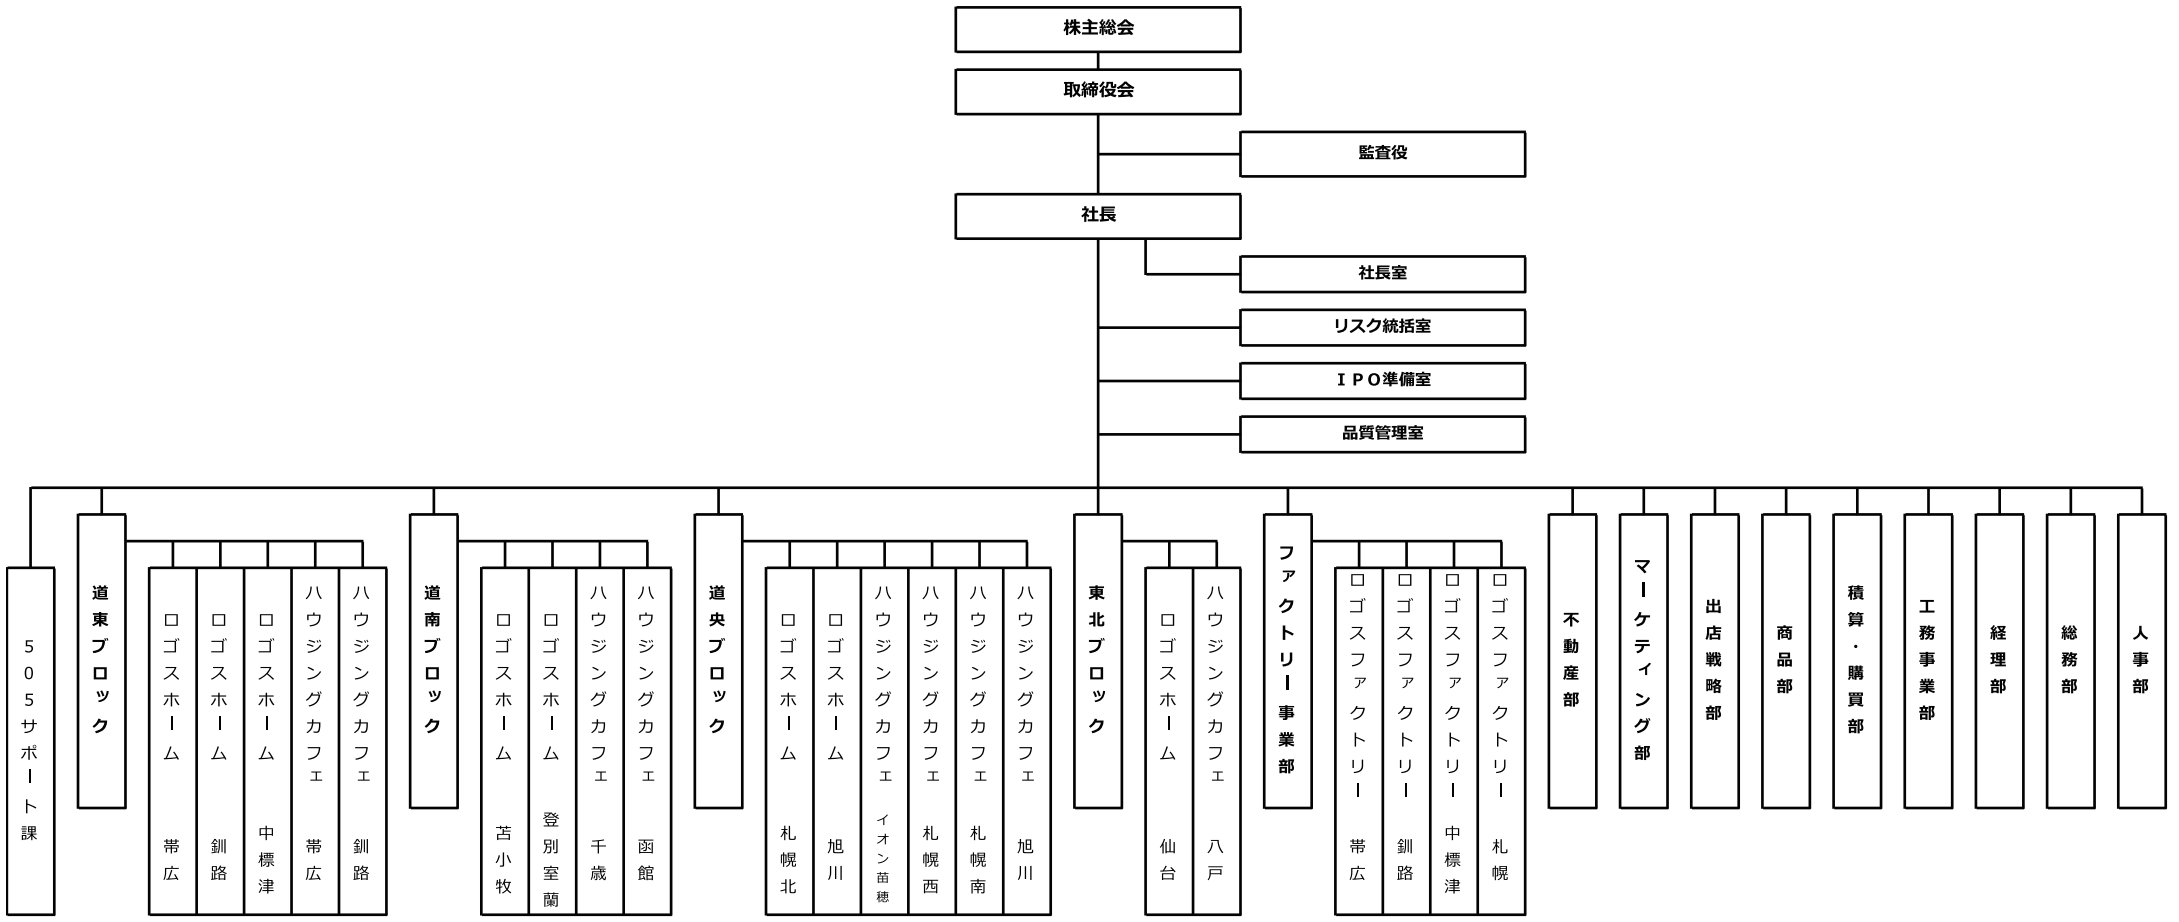 株主総会
取締役会
監査役
社長
社長室
リスク統括室
ＩＰＯ準備室
品質管理室
５０５サポート課
道東ブロック
ロゴスホーム　帯広
ロゴスホーム　釧路
ロゴスホーム　中標津
ハウジングカフェ　帯広
ハウジングカフェ　釧路
道南ブロック
ロゴスホーム　苫小牧
ロゴスホーム　登別室蘭
ハウジングカフェ　千歳
ハウジングカフェ　函館
道央ブロック
ロゴスホーム　札幌北
ロゴスホーム　旭川
ハウジングカフェ　イオン苗穂
ハウジングカフェ　札幌西
ハウジングカフェ　札幌南
ハウジングカフェ　旭川
東北ブロック
ロゴスホーム　仙台
ハウジングカフェ　八戸
ファクトリー事業部
ロゴスファクトリー　帯広
ロゴスファクトリー　釧路
ロゴスファクトリー　中標津
ロゴスファクトリー　札幌
不動産部
マーケティング部
出店戦略部
商品部
積算・購買部
工務事業部
経理部
総務部
人事部